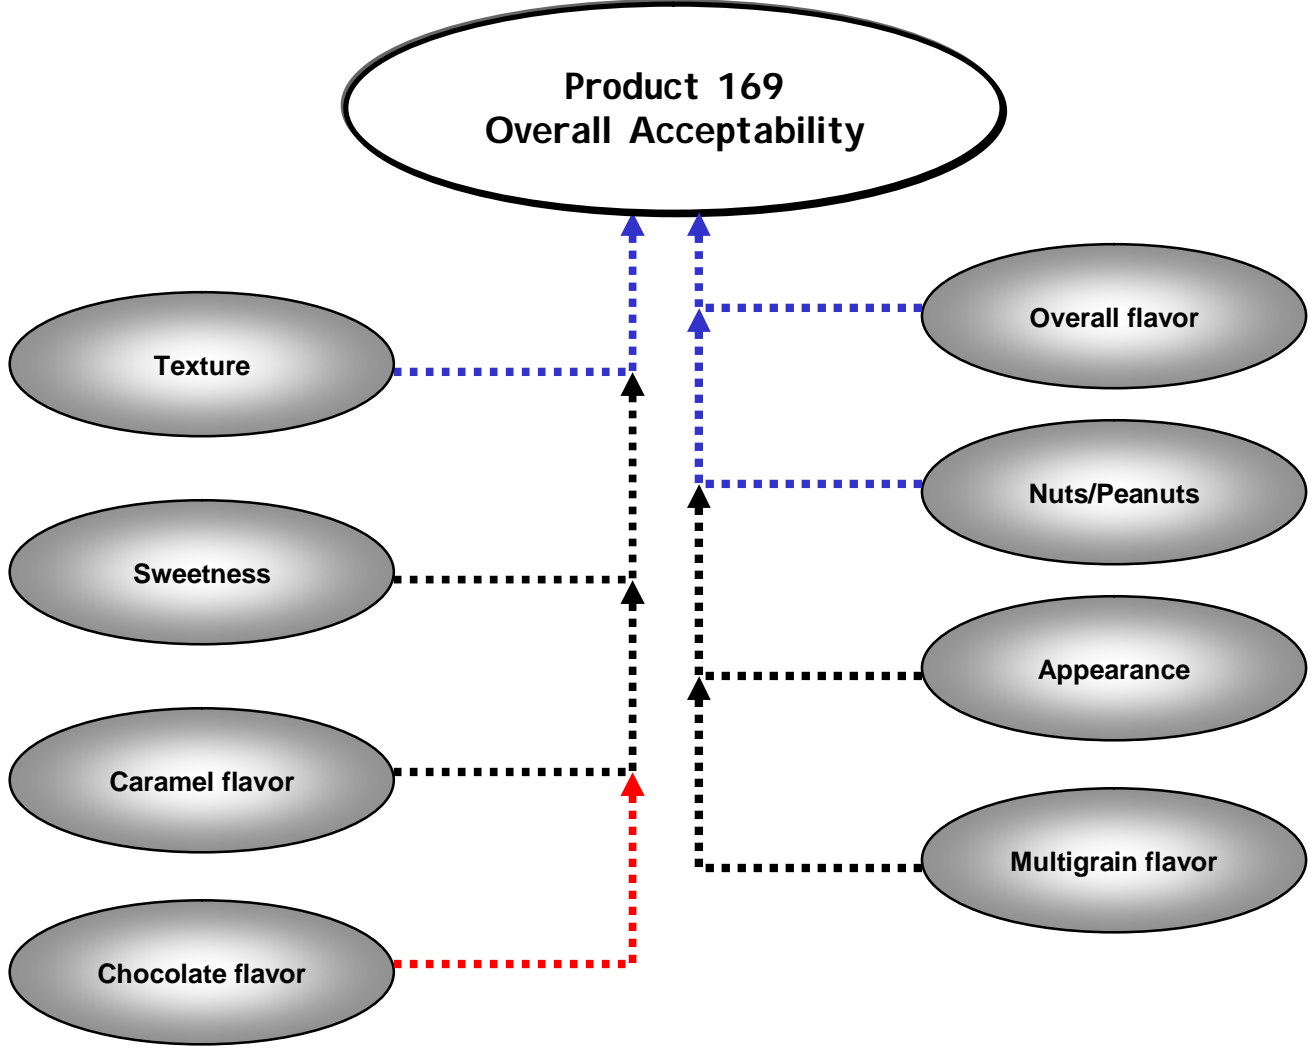 Product 169
Overall Acceptability
Overall flavor
Texture
Nuts/Peanuts
Sweetness
Appearance
Caramel flavor
Multigrain flavor
Chocolate flavor